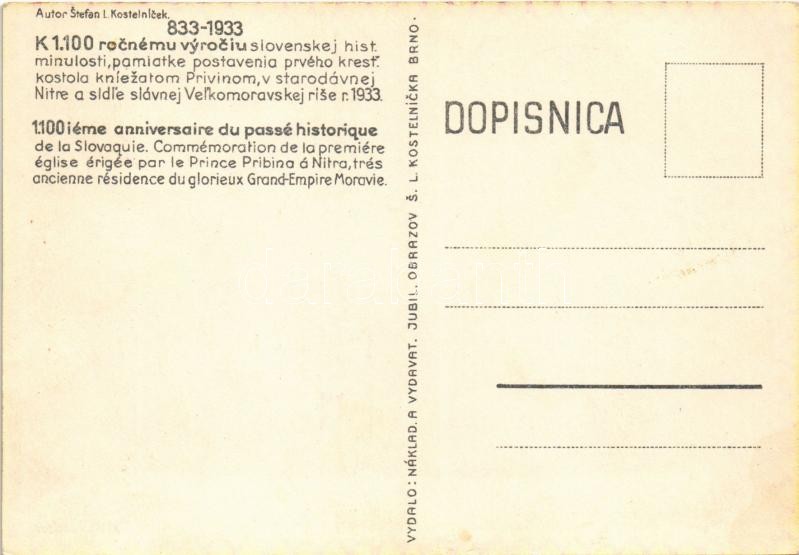 Autor Štefan L. Kostelníček.
833-1933
K 1.100 ročnému výročiu slovenskej hist.
minulosti, pamiatke postavenia prvého kresť.
kostola kniežatom Privinom, v starodávnej
Nitre a sídľe slávnej Veľkomoravskej ríše r. 1933.
1.100 iéme anniversaire du passé historique
de la Slovaquie. Commémoration de la premiére
église érigée par le Prince Pribina á Nitra, trés
ancienne résidence du glorieux Grand-Empire Moravie.
VYDALO: NÁKLAD. A VYDAVAT. JUBIL. OBRAZOV Š. L. KOSTELNÍČKA BRNO.
DOPISNICA